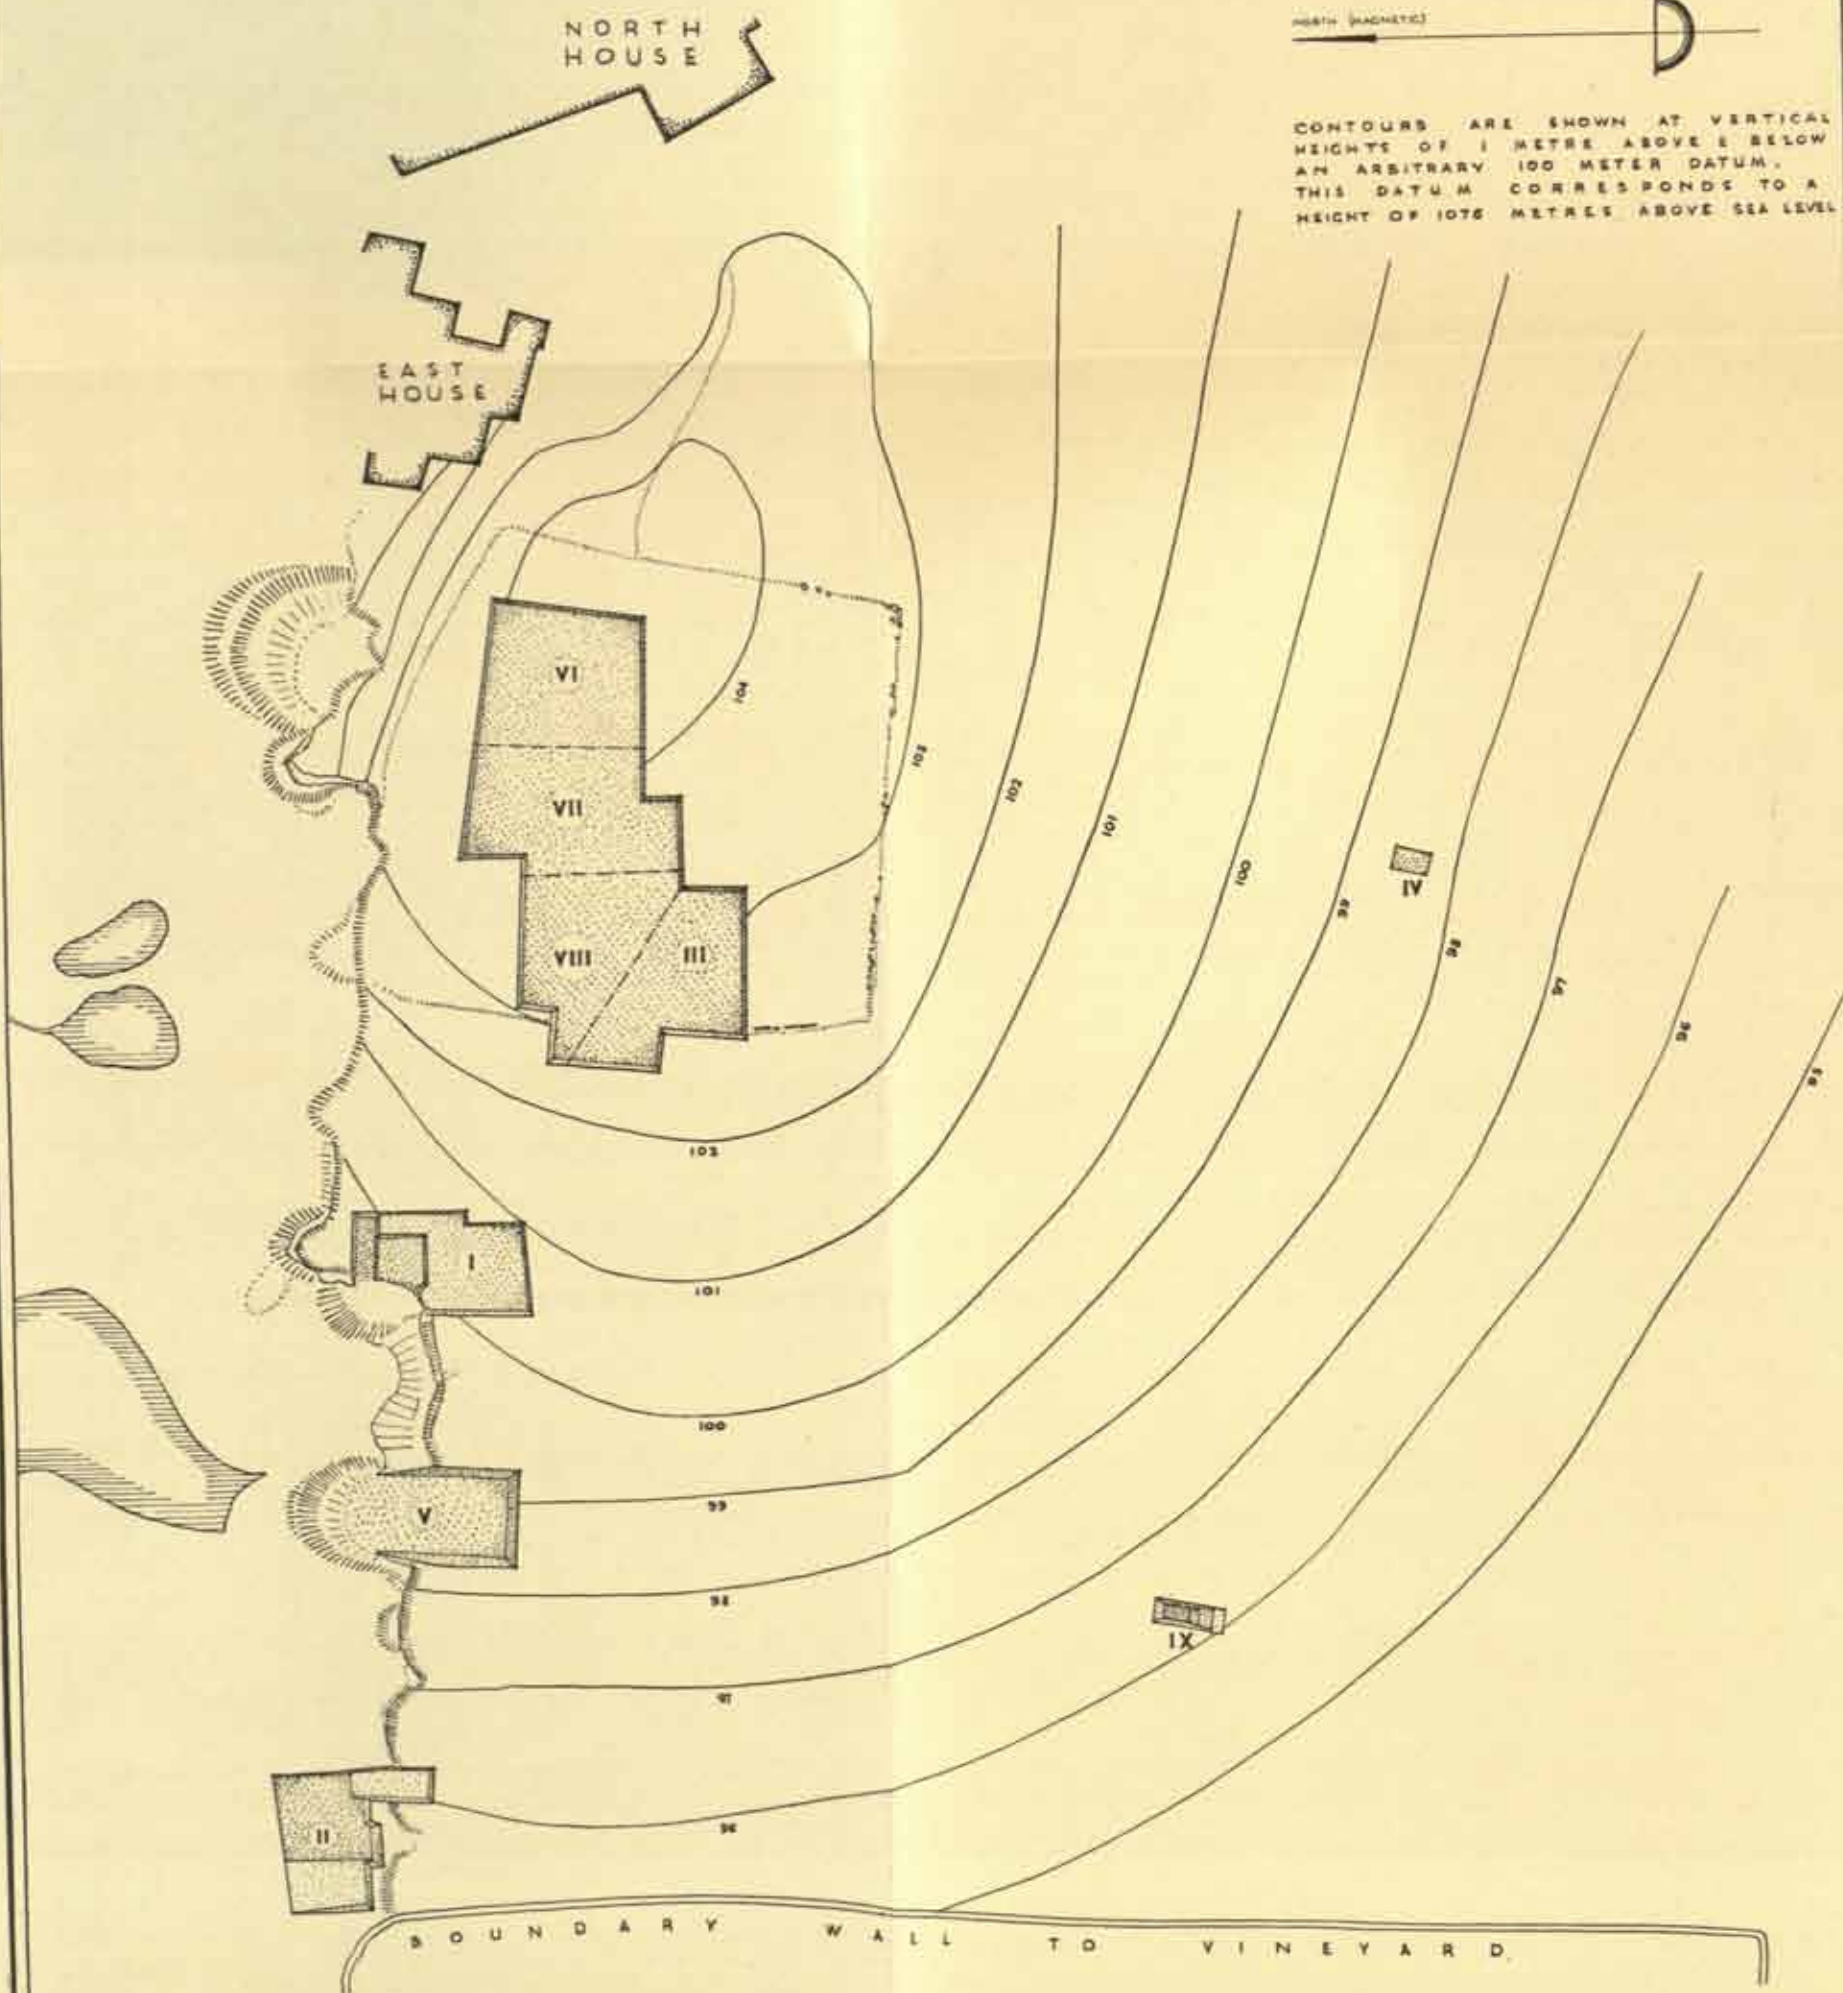 NORTH
HOUSE
NORTH (MAGNETIC)
CONTOURS ARE SHOWN AT VERTICAL
HEIGHTS OF 1 METRE ABOVE & BELOW
AN ARBITRARY 100 METER DATUM.
THIS DATUM CORRESPONDS TO A
HEIGHT OF 1076 METRES ABOVE SEA LEVEL
EAST
HOUSE
VI
104
103
VII
102
101
100
99
IV
98
VIII
III
97
96
95
102
I
101
100
99
V
98
IX
97
II
96
BOUNDARY WALL TO VINEYARD.